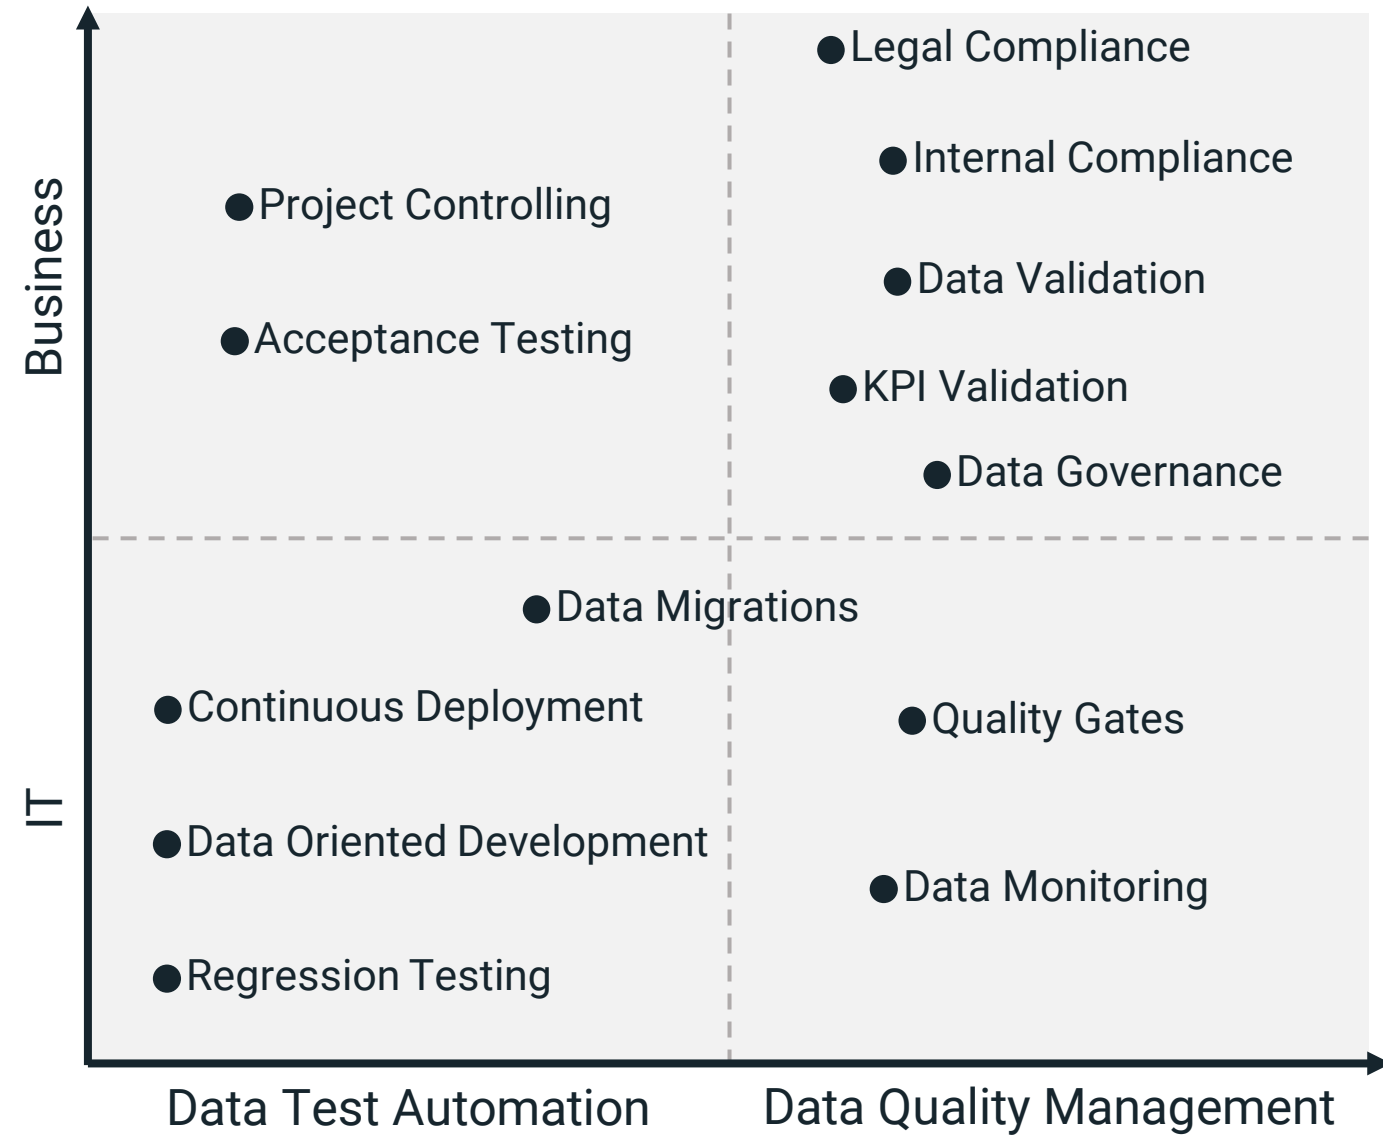 Legal Compliance
Internal Compliance
Project Controlling
Data Validation
Acceptance Testing
KPI Validation
Data Governance
Business
Data Migrations
Continuous Deployment
Quality Gates
Data Oriented Development
Data Monitoring
Regression Testing
IT
Data Test Automation
Data Quality Management